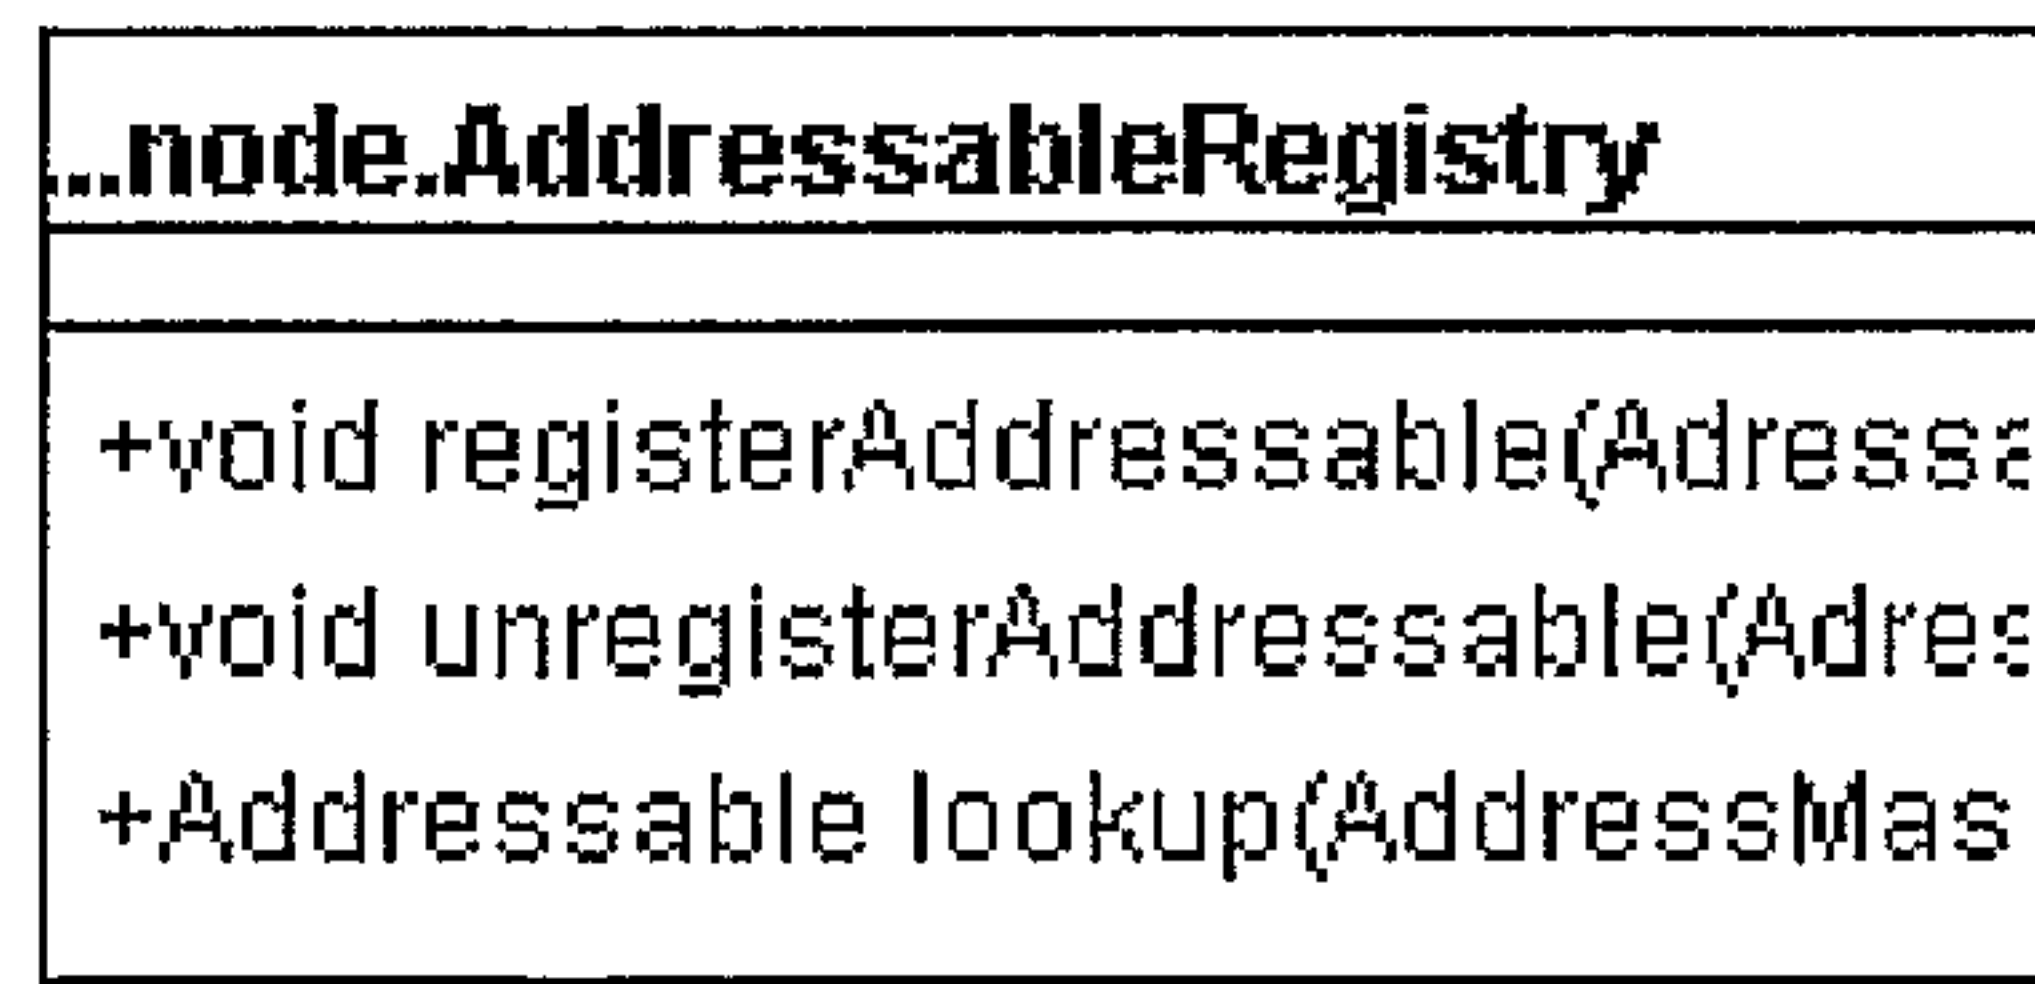 ...node.AddressableRegistry
+void registerAddressable(Adressa
+void unregisterAddressable(Adres
+Addressable lookup(AddressMas